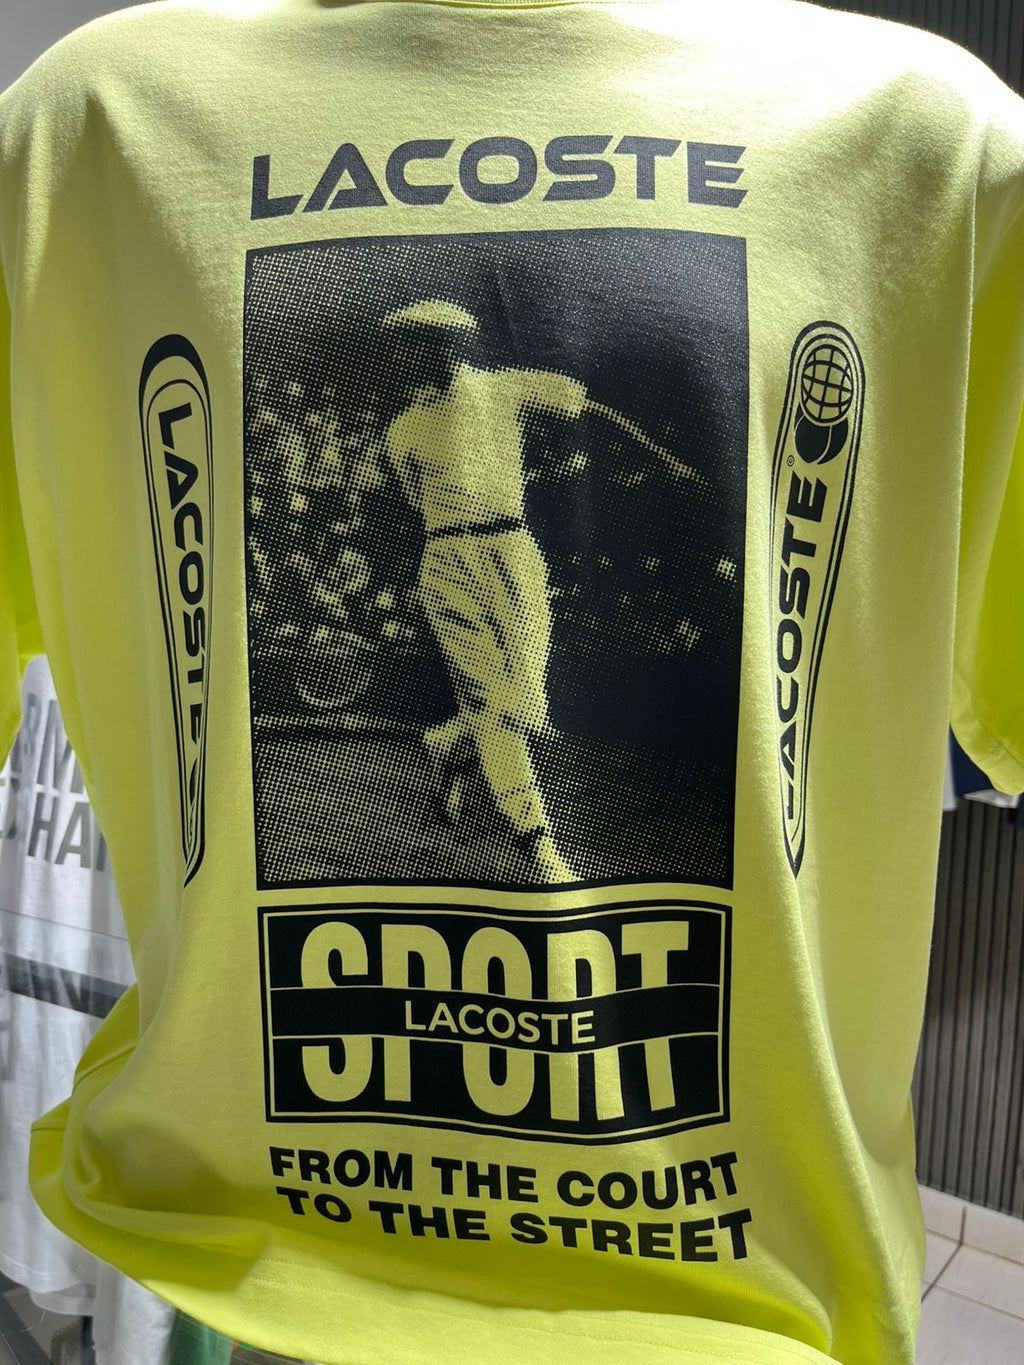 LACOSTE
LACOSTE
LACOSTE
SPORT
LACOSTE
FROM THE COURT
TO THE STREET